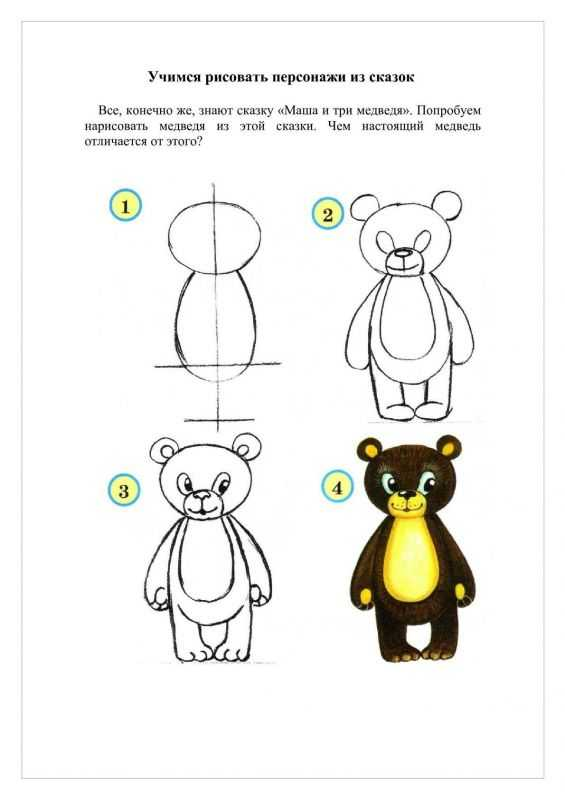 Учимся рисовать персонажи из сказок
Все, конечно же, знают сказку «Маша и три медведя». Попробуем
нарисовать медведя из этой сказки. Чем настоящий медведь
отличается от этого?
1
2
3
4